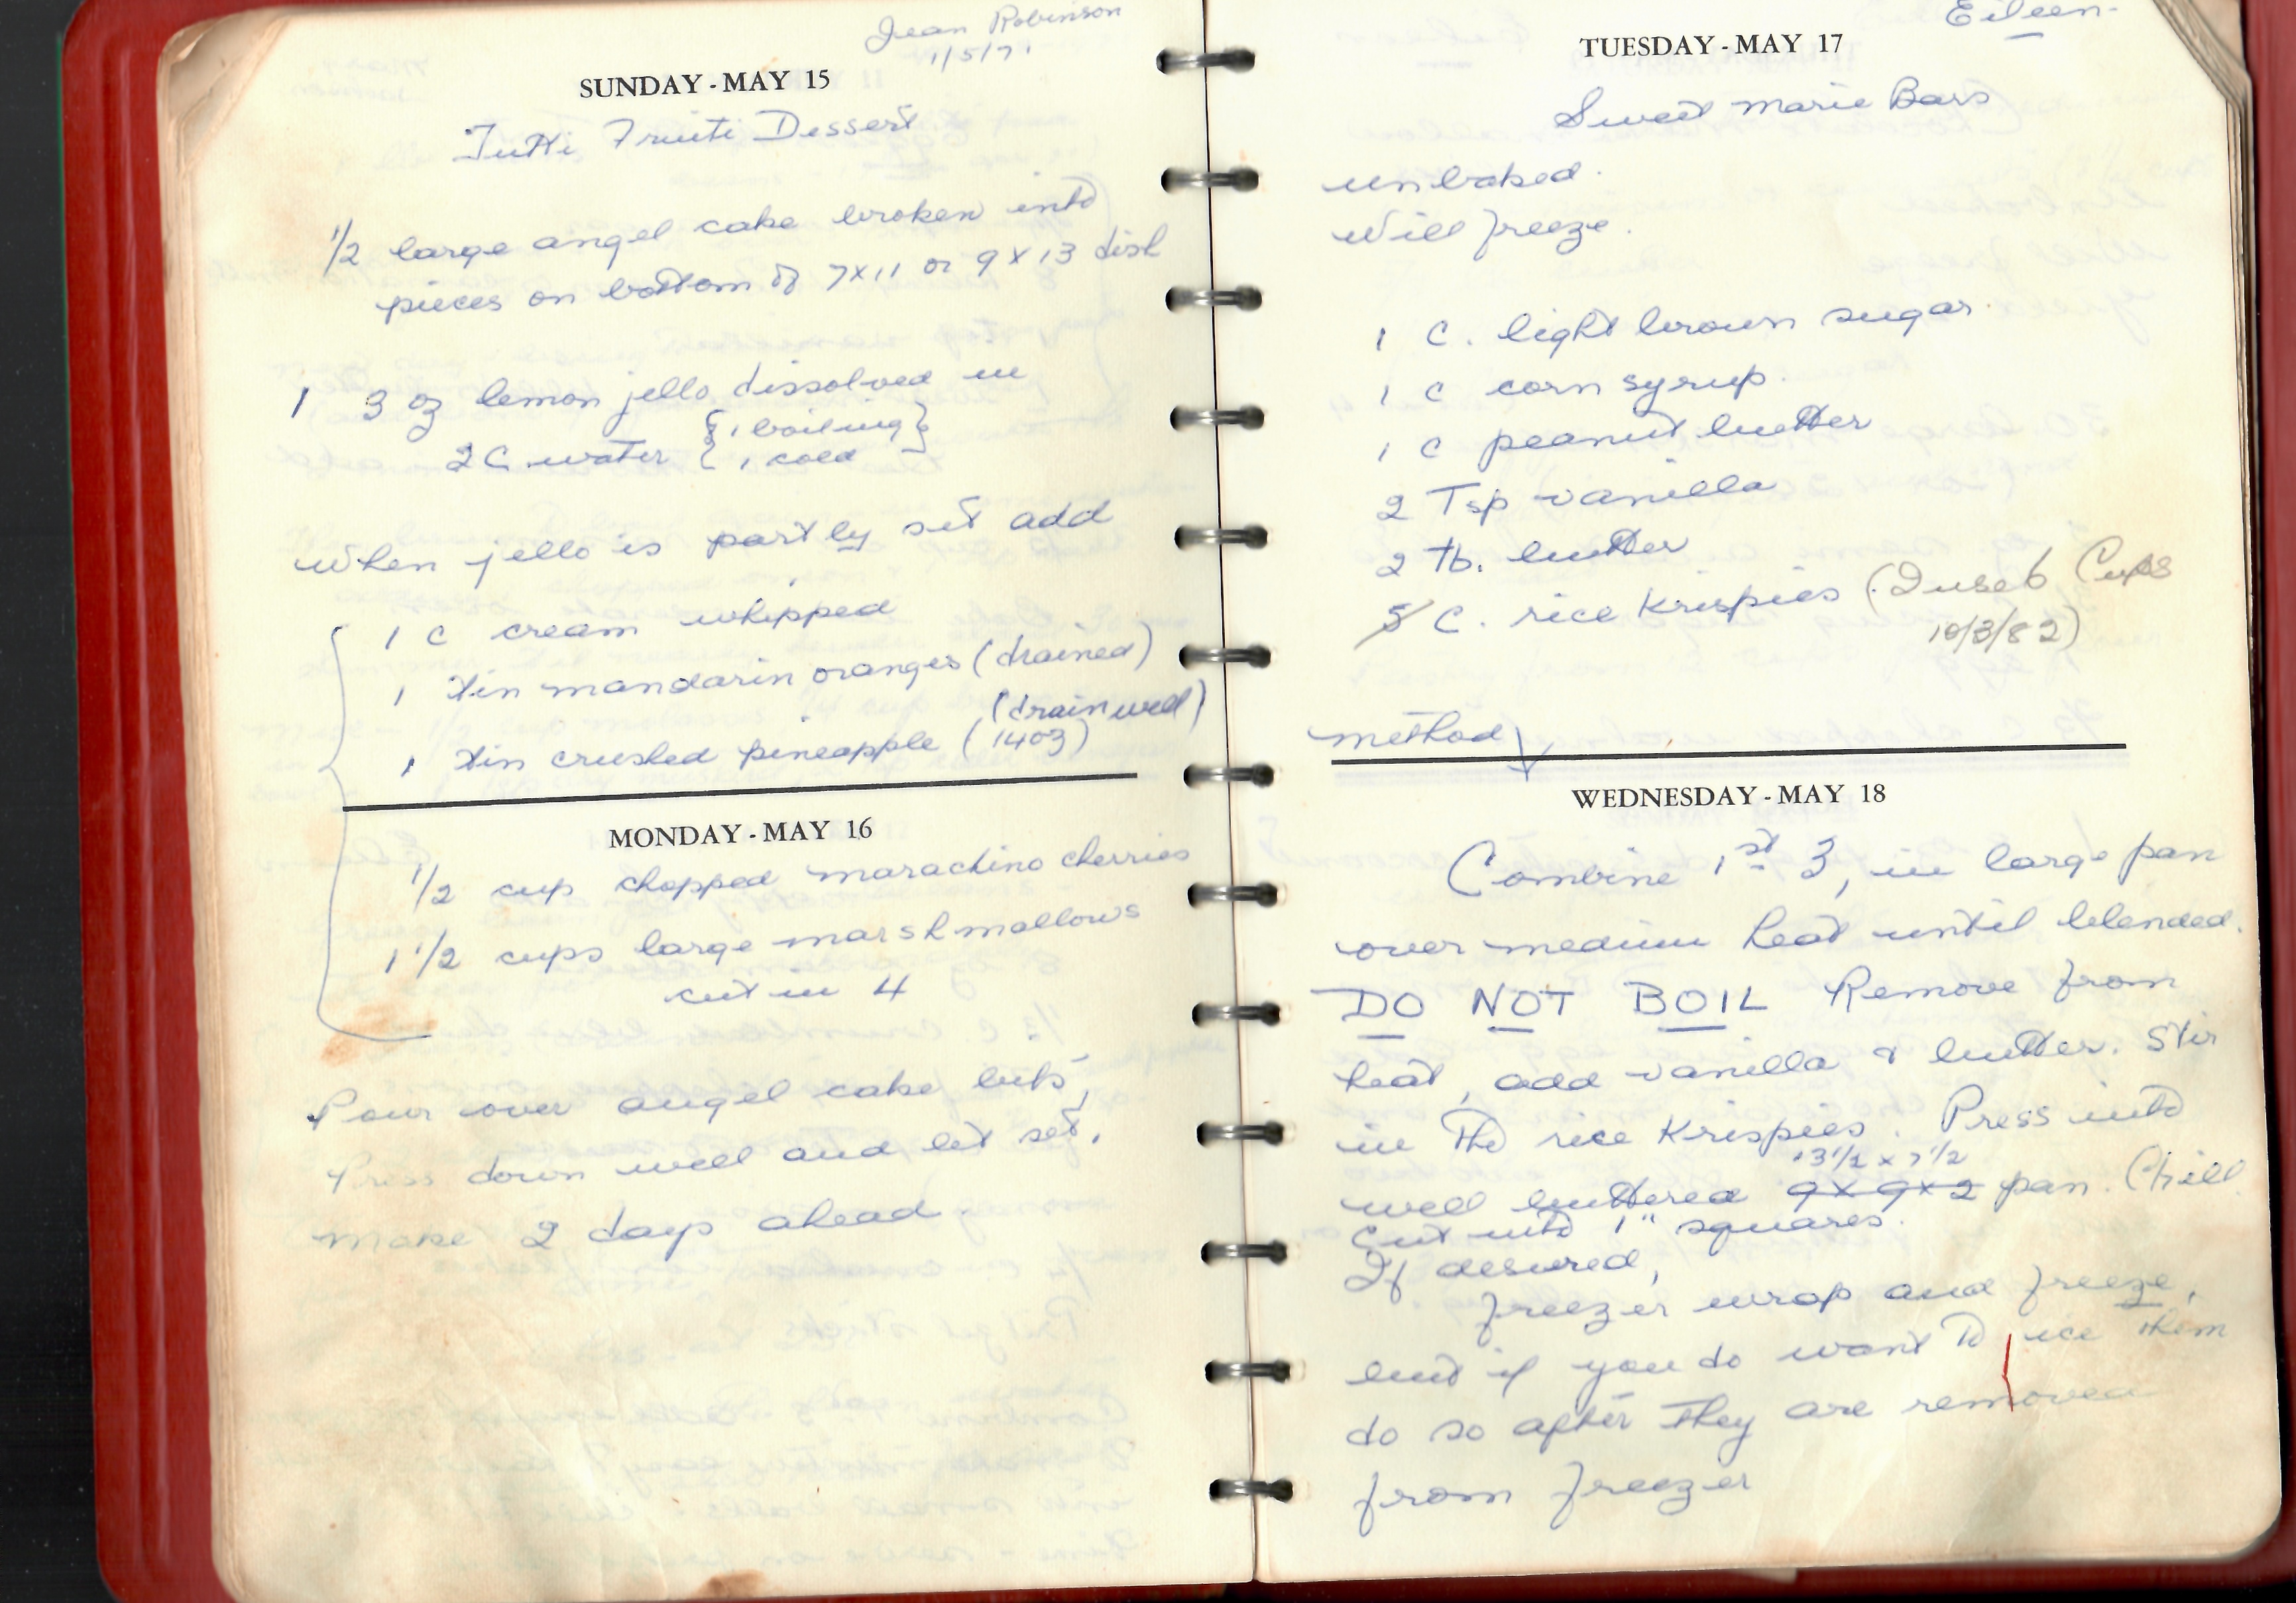 Jean Robinson
1/5/71
SUNDAY - MAY 15
Tutti Fruiti Dessert
1/2 large angel cake broken into
pieces on bottom of 7x11 or 9x13 dish
1 3 oz lemon jello dissolved in
2 C water { 1 boiling }
{ 1 cold
When jello is partly set add
1 C cream whipped
1 tin mandarin oranges (drained)
(drain well)
1 tin crushed pineapple (14oz)
MONDAY - MAY 16
1/2 cup chopped marachino cherries
1 1/2 cups large marshmallows
cut in 4
Pour over angel cake bits,
Press down well and let set.
Make 2 days ahead.
Eileen.
TUESDAY - MAY 17
Sweet Marie Bars
unbaked.
Will freeze.
1 C. light brown sugar.
1 C corn syrup.
1 C peanut butter
2 Tsp vanilla
2 tb. butter
5 C. rice Krispies (I use 6 Cups
10/3/82)
method ↓
WEDNESDAY - MAY 18
Combine 1st 3, in large pan
over medium heat until blended.
DO NOT BOIL Remove from
heat, add vanilla & butter. Stir
in the rice Krispies. Press into
13 1/2 x 7 1/2
well buttered 9 x 9 x 2 pan. Chill.
Cut into 1" squares.
If desired,
freezer wrap and freeze,
but if you do want to ice them
do so after they are removed
from freezer